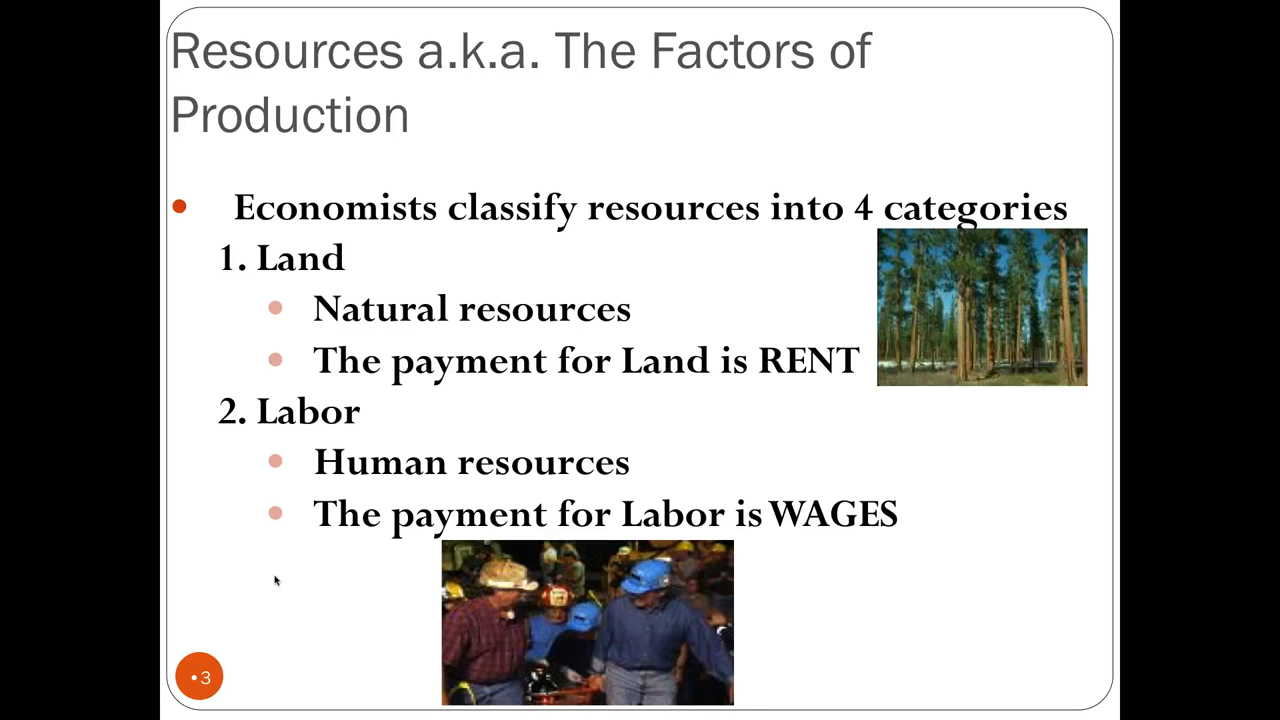 Resources a.k.a. The Factors of
Production
• Economists classify resources into 4 categories
1. Land
• Natural resources
• The payment for Land is RENT
2. Labor
• Human resources
• The payment for Labor is WAGES
•3